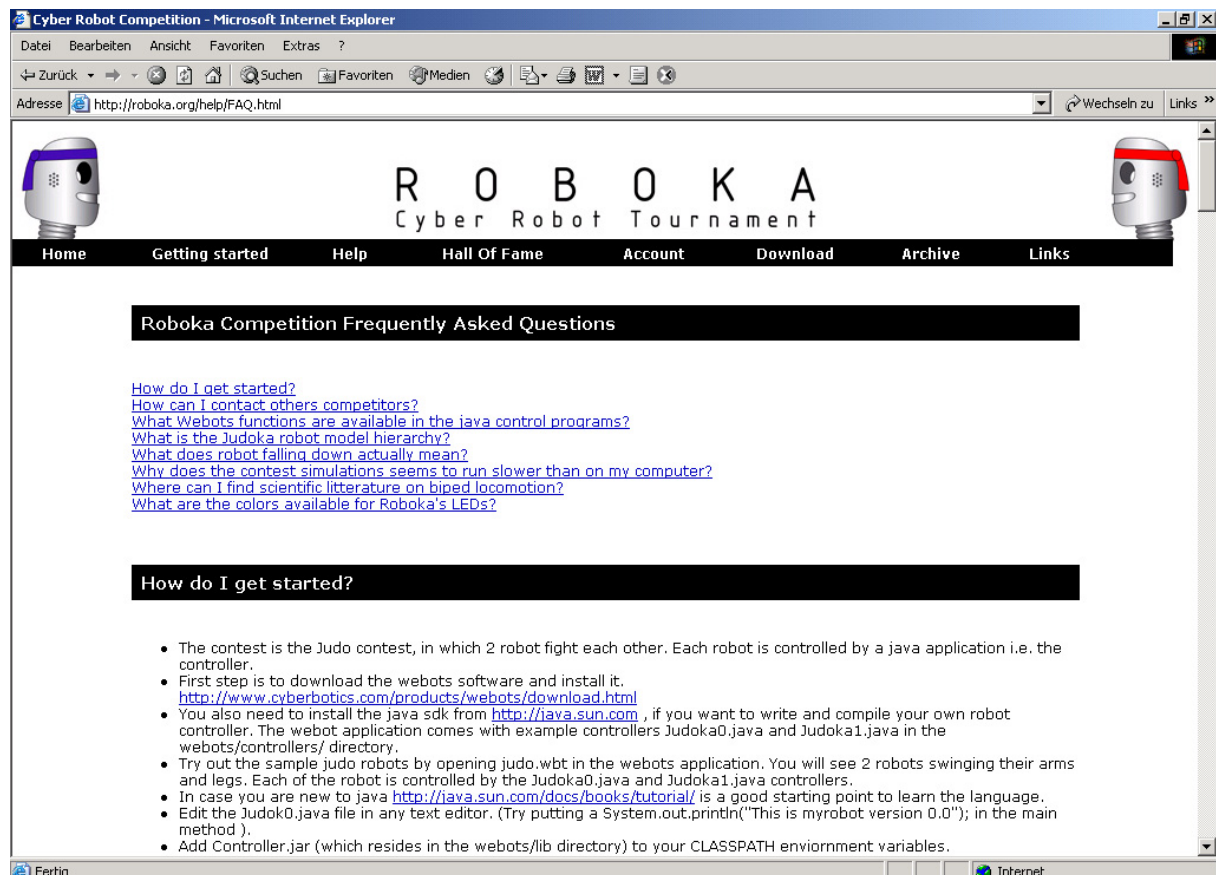 Cyber Robot Competition - Microsoft Internet Explorer
Datei Bearbeiten Ansicht Favoriten Extras ?
Zurück Suchen Favoriten Medien
Adresse http://roboka.org/help/FAQ.html Wechseln zu Links »
R O B O K A
Cyber Robot Tournament
Home Getting started Help Hall Of Fame Account Download Archive Links
Roboka Competition Frequently Asked Questions
How do I get started?
How can I contact others competitors?
What Webots functions are available in the java control programs?
What is the Judoka robot model hierarchy?
What does robot falling down actually mean?
Why does the contest simulations seems to run slower than on my computer?
Where can I find scientific litterature on biped locomotion?
What are the colors available for Roboka's LEDs?
How do I get started?
• The contest is the Judo contest, in which 2 robot fight each other. Each robot is controlled by a java application i.e. the
controller.
• First step is to download the webots software and install it.
http://www.cyberbotics.com/products/webots/download.html
• You also need to install the java sdk from http://java.sun.com , if you want to write and compile your own robot
controller. The webot application comes with example controllers Judoka0.java and Judoka1.java in the
webots/controllers/ directory.
• Try out the sample judo robots by opening judo.wbt in the webots application. You will see 2 robots swinging their arms
and legs. Each of the robot is controlled by the Judoka0.java and Judoka1.java controllers.
• In case you are new to java http://java.sun.com/docs/books/tutorial/ is a good starting point to learn the language.
• Edit the Judok0.java file in any text editor. (Try putting a System.out.println("This is myrobot version 0.0"); in the main
method ).
• Add Controller.jar (which resides in the webots/lib directory) to your CLASSPATH enviornment variables.
Fertig Internet